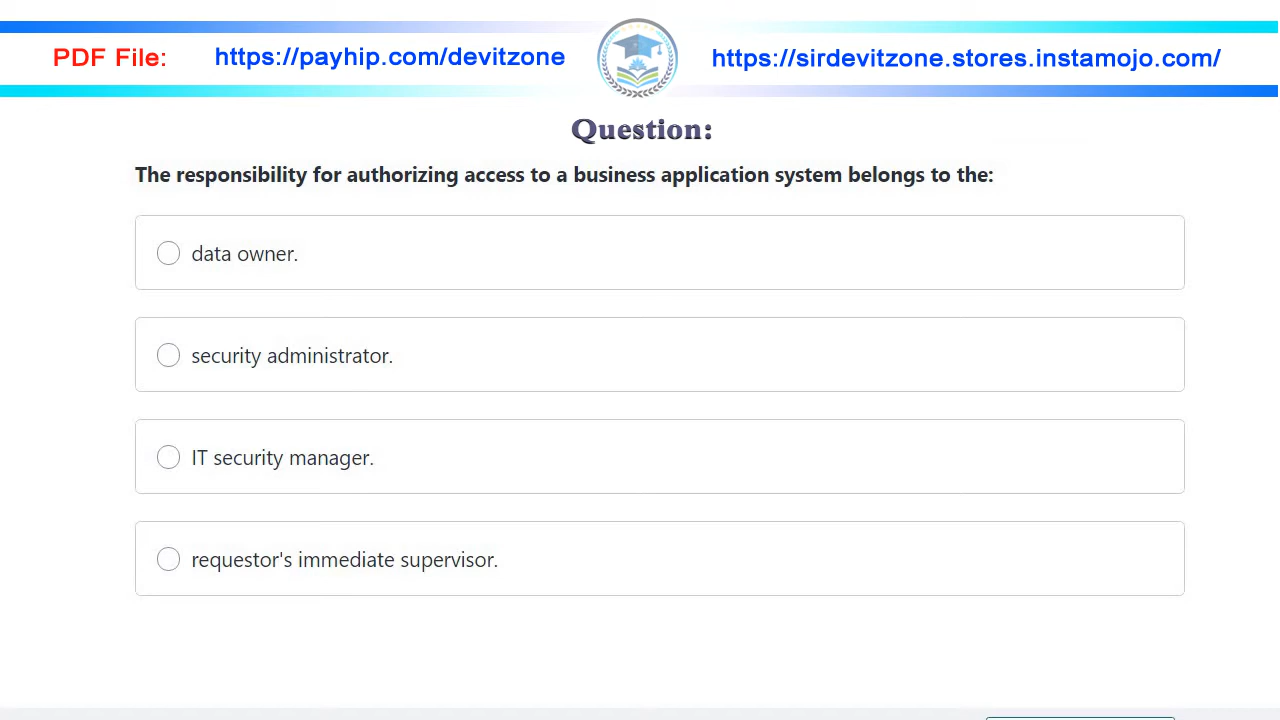 PDF File: https://payhip.com/devitzone https://sirdevitzone.stores.instamojo.com/
Question:
The responsibility for authorizing access to a business application system belongs to the:
data owner.
security administrator.
IT security manager.
requestor's immediate supervisor.